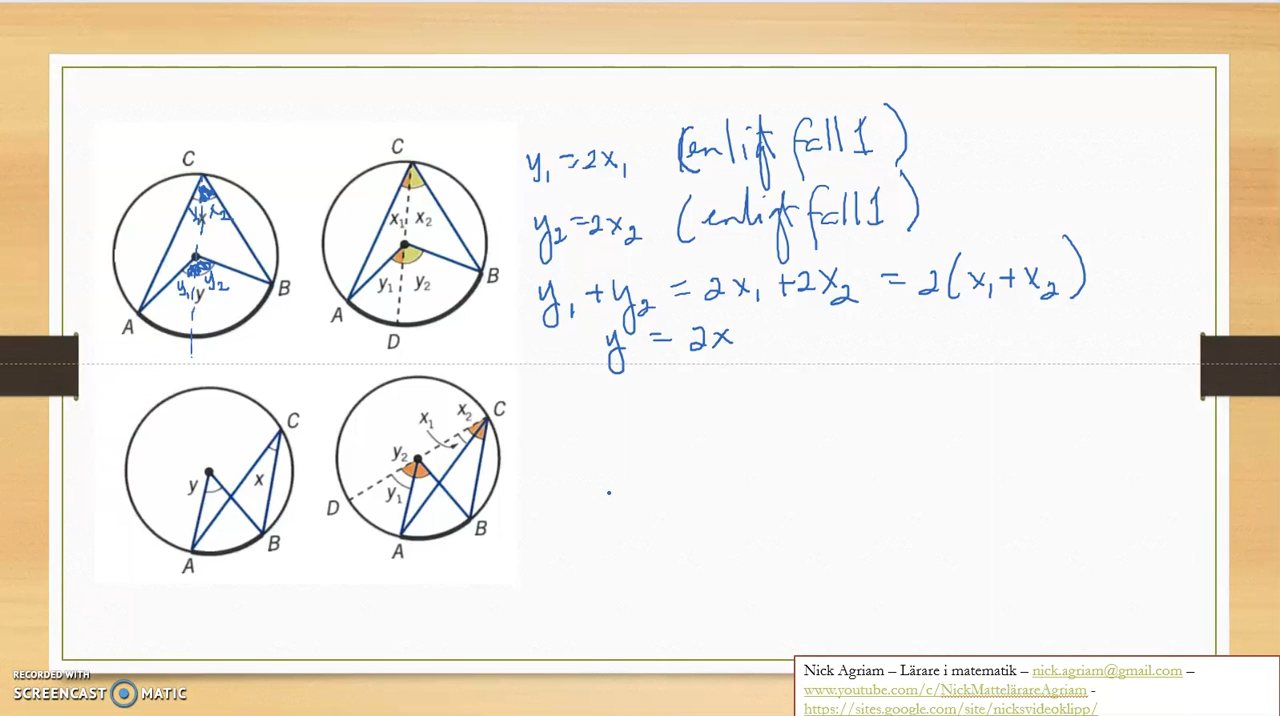 C
x
y₁ y y₂
A
B
C
x₁ x₂
y₁ y₂
A
B
D
y₁ = 2x₁ (enligt fall 1)
y₂ = 2x₂ (enligt fall 1)
y₁ + y₂ = 2x₁ + 2x₂ = 2(x₁ + x₂)
y = 2x
C
y x
A
B
x₁ x₂ C
y₂
y₁
D
A
B
RECORDED WITH
SCREENCAST MATIC
Nick Agriam – Lärare i matematik – nick.agriam@gmail.com –
www.youtube.com/c/NickMattelärareAgriam -
https://sites.google.com/site/nicksvideoklipp/